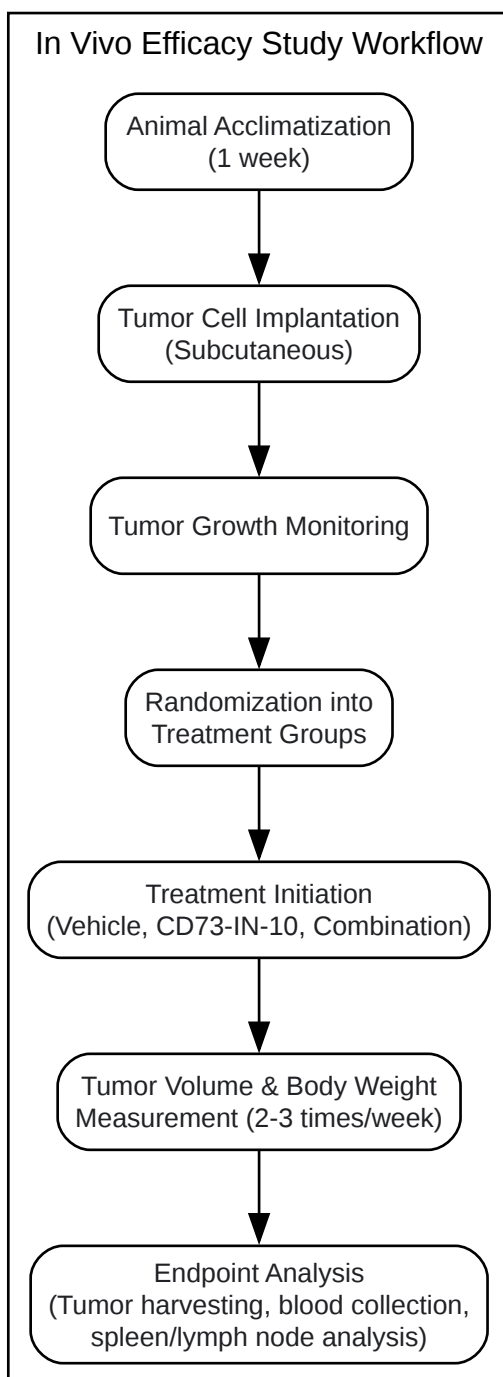 In Vivo Efficacy Study Workflow
Animal Acclimatization
(1 week)
Tumor Cell Implantation
(Subcutaneous)
Tumor Growth Monitoring
Randomization into
Treatment Groups
Treatment Initiation
(Vehicle, CD73-IN-10, Combination)
Tumor Volume & Body Weight
Measurement (2-3 times/week)
Endpoint Analysis
(Tumor harvesting, blood collection,
spleen/lymph node analysis)